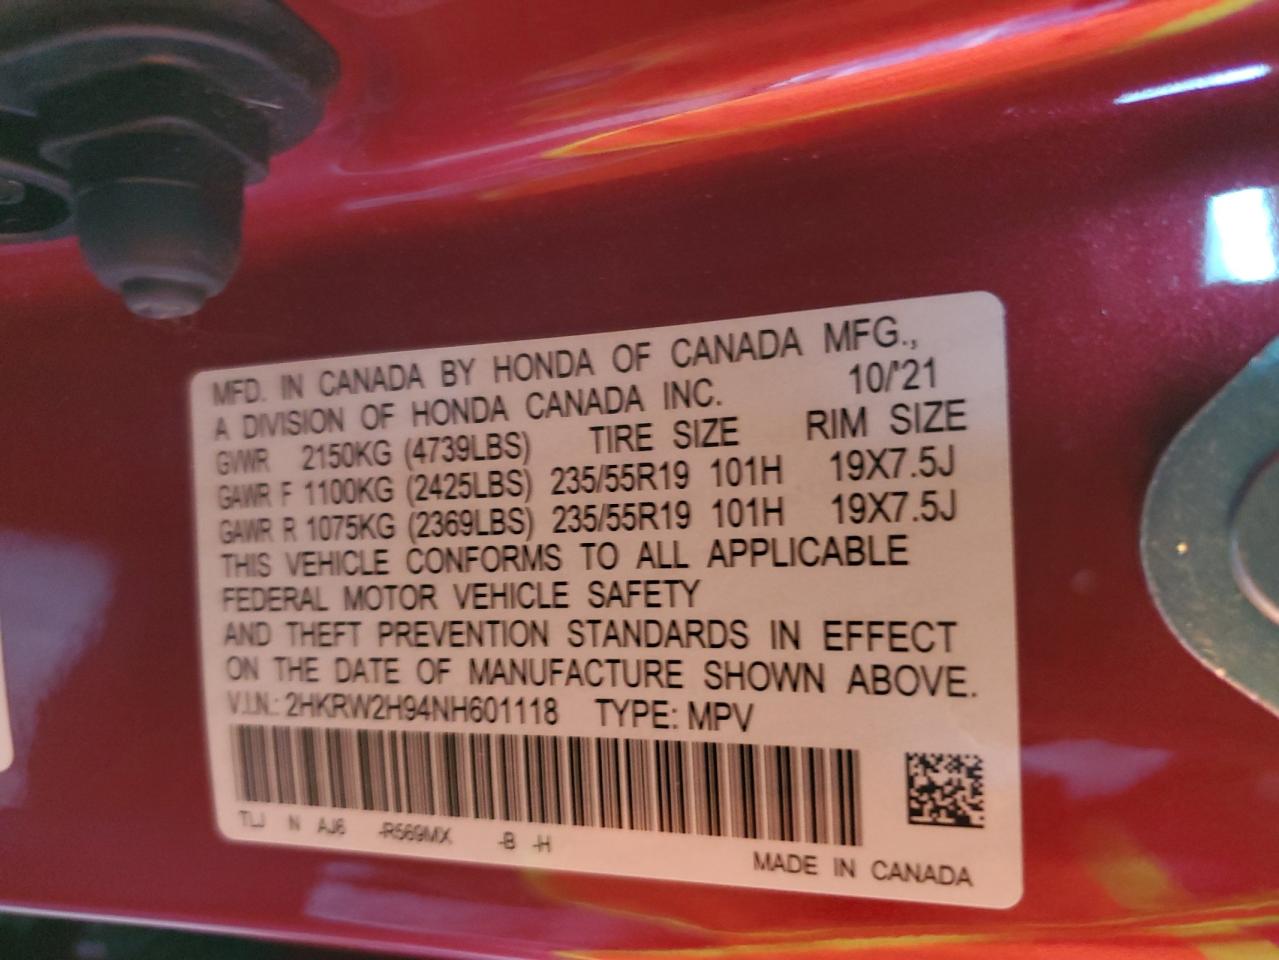 MFD. IN CANADA BY HONDA OF CANADA MFG.,
A DIVISION OF HONDA CANADA INC. 10/'21
GVWR 2150KG (4739LBS) TIRE SIZE RIM SIZE
GAWR F 1100KG (2425LBS) 235/55R19 101H 19X7.5J
GAWR R 1075KG (2369LBS) 235/55R19 101H 19X7.5J
THIS VEHICLE CONFORMS TO ALL APPLICABLE
FEDERAL MOTOR VEHICLE SAFETY
AND THEFT PREVENTION STANDARDS IN EFFECT
ON THE DATE OF MANUFACTURE SHOWN ABOVE.
V.I.N.: 2HKRW2H94NH601118 TYPE: MPV
TLJ N AJ6 -R569MX -B -H
MADE IN CANADA